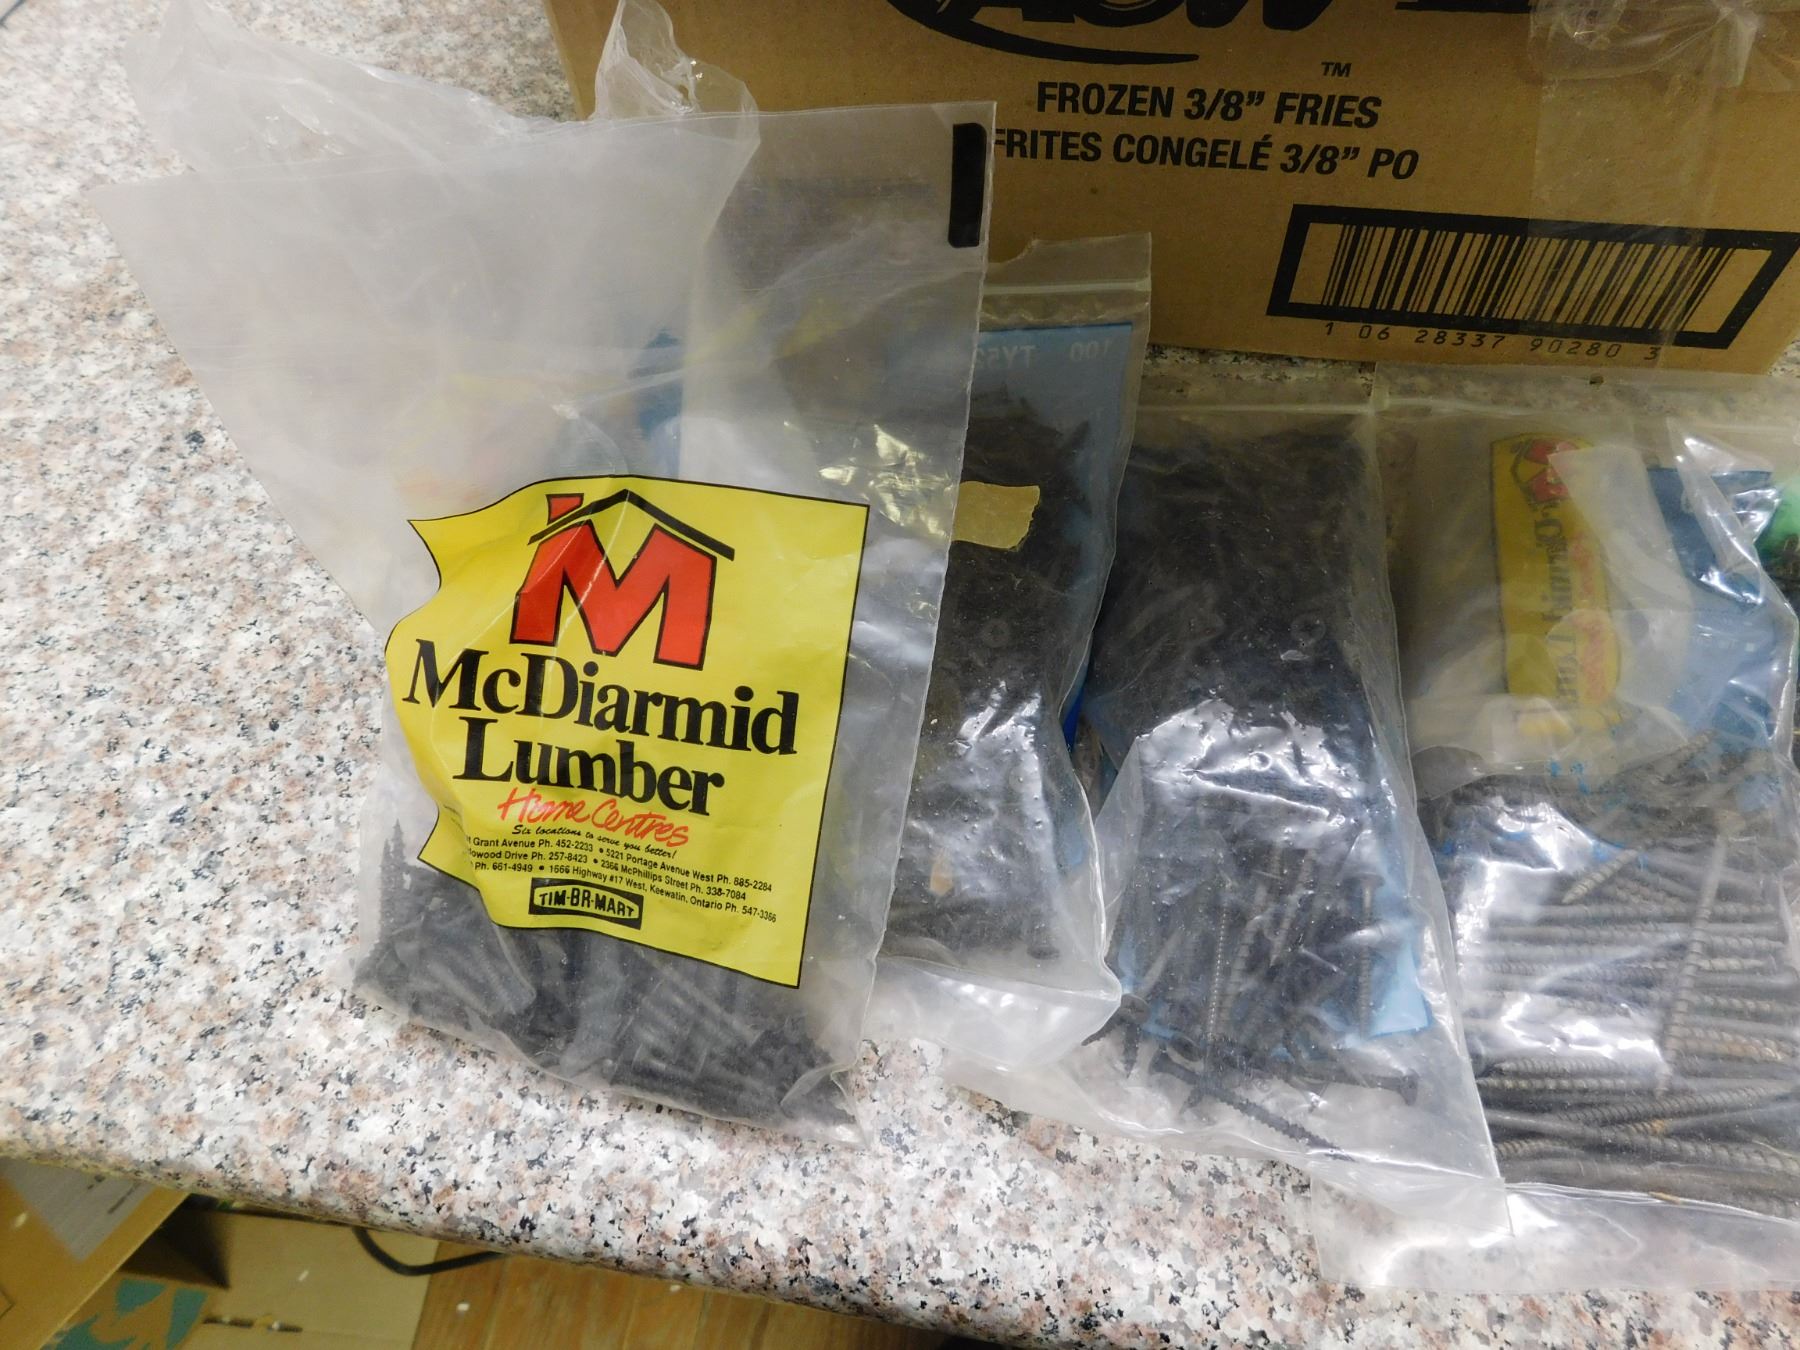 A&W
™
FROZEN 3/8” FRIES
FRITES CONGELÉ 3/8” PO
1 06 28337 90280 3
100 TY52
M
McDiarmid
Lumber
Home Centres
Six locations to serve you better!
Grant Avenue Ph. 452-2233 • 5221 Portage Avenue West Ph. 885-2284
Drive Ph. 257-8423 • 2366 McPhillips Street Ph. 338-7084
Ph. 661-4949 • 1666 Highway #17 West, Keewatin, Ontario Ph. 547-3366
TIM-BR-MART